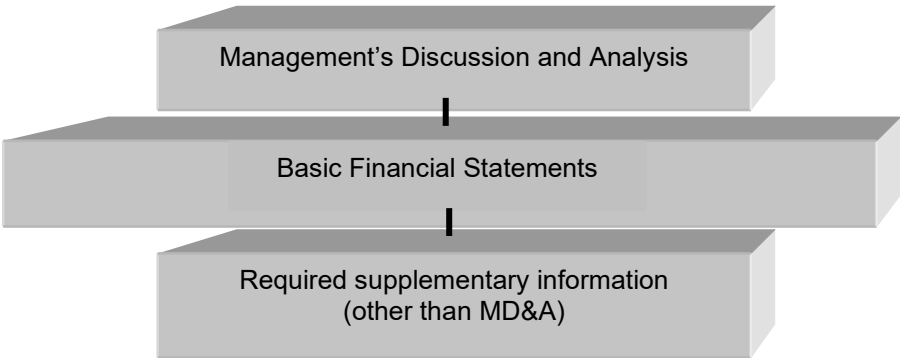 Management’s Discussion and Analysis
Basic Financial Statements
Required supplementary information
(other than MD&A)